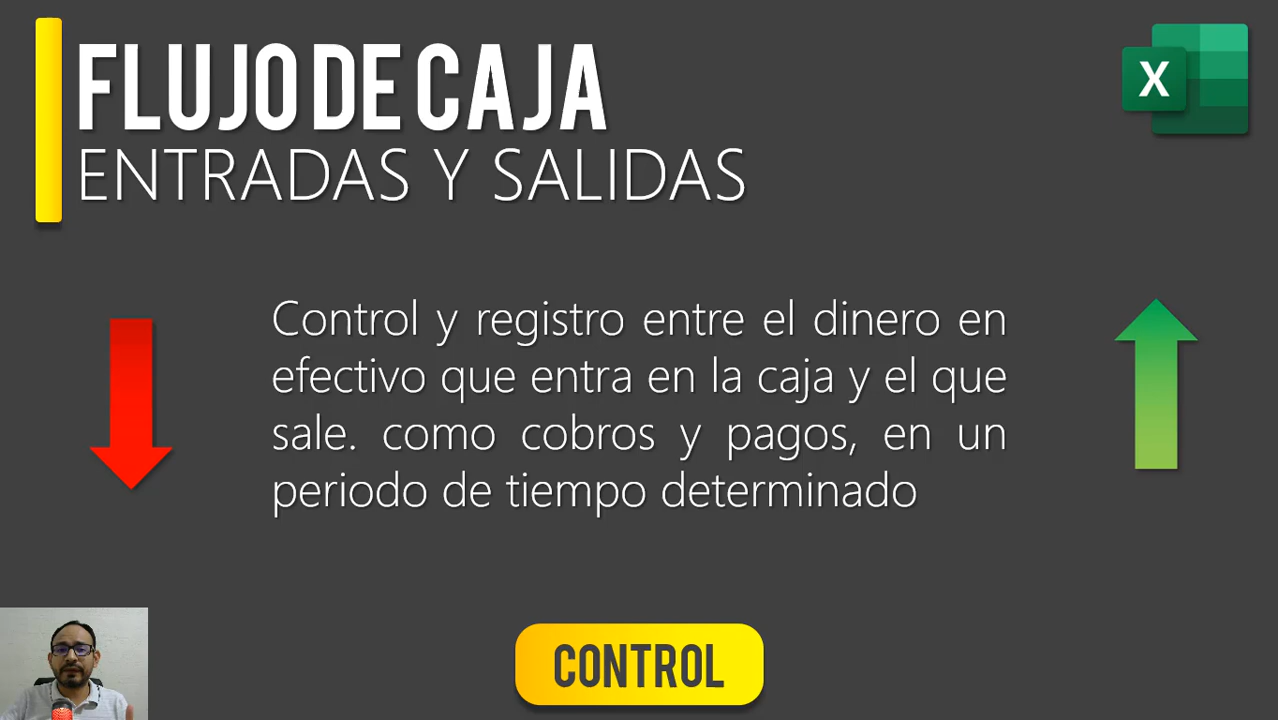 FLUJO DE CAJA
ENTRADAS Y SALIDAS
X
Control y registro entre el dinero en
efectivo que entra en la caja y el que
sale. como cobros y pagos, en un
periodo de tiempo determinado
CONTROL